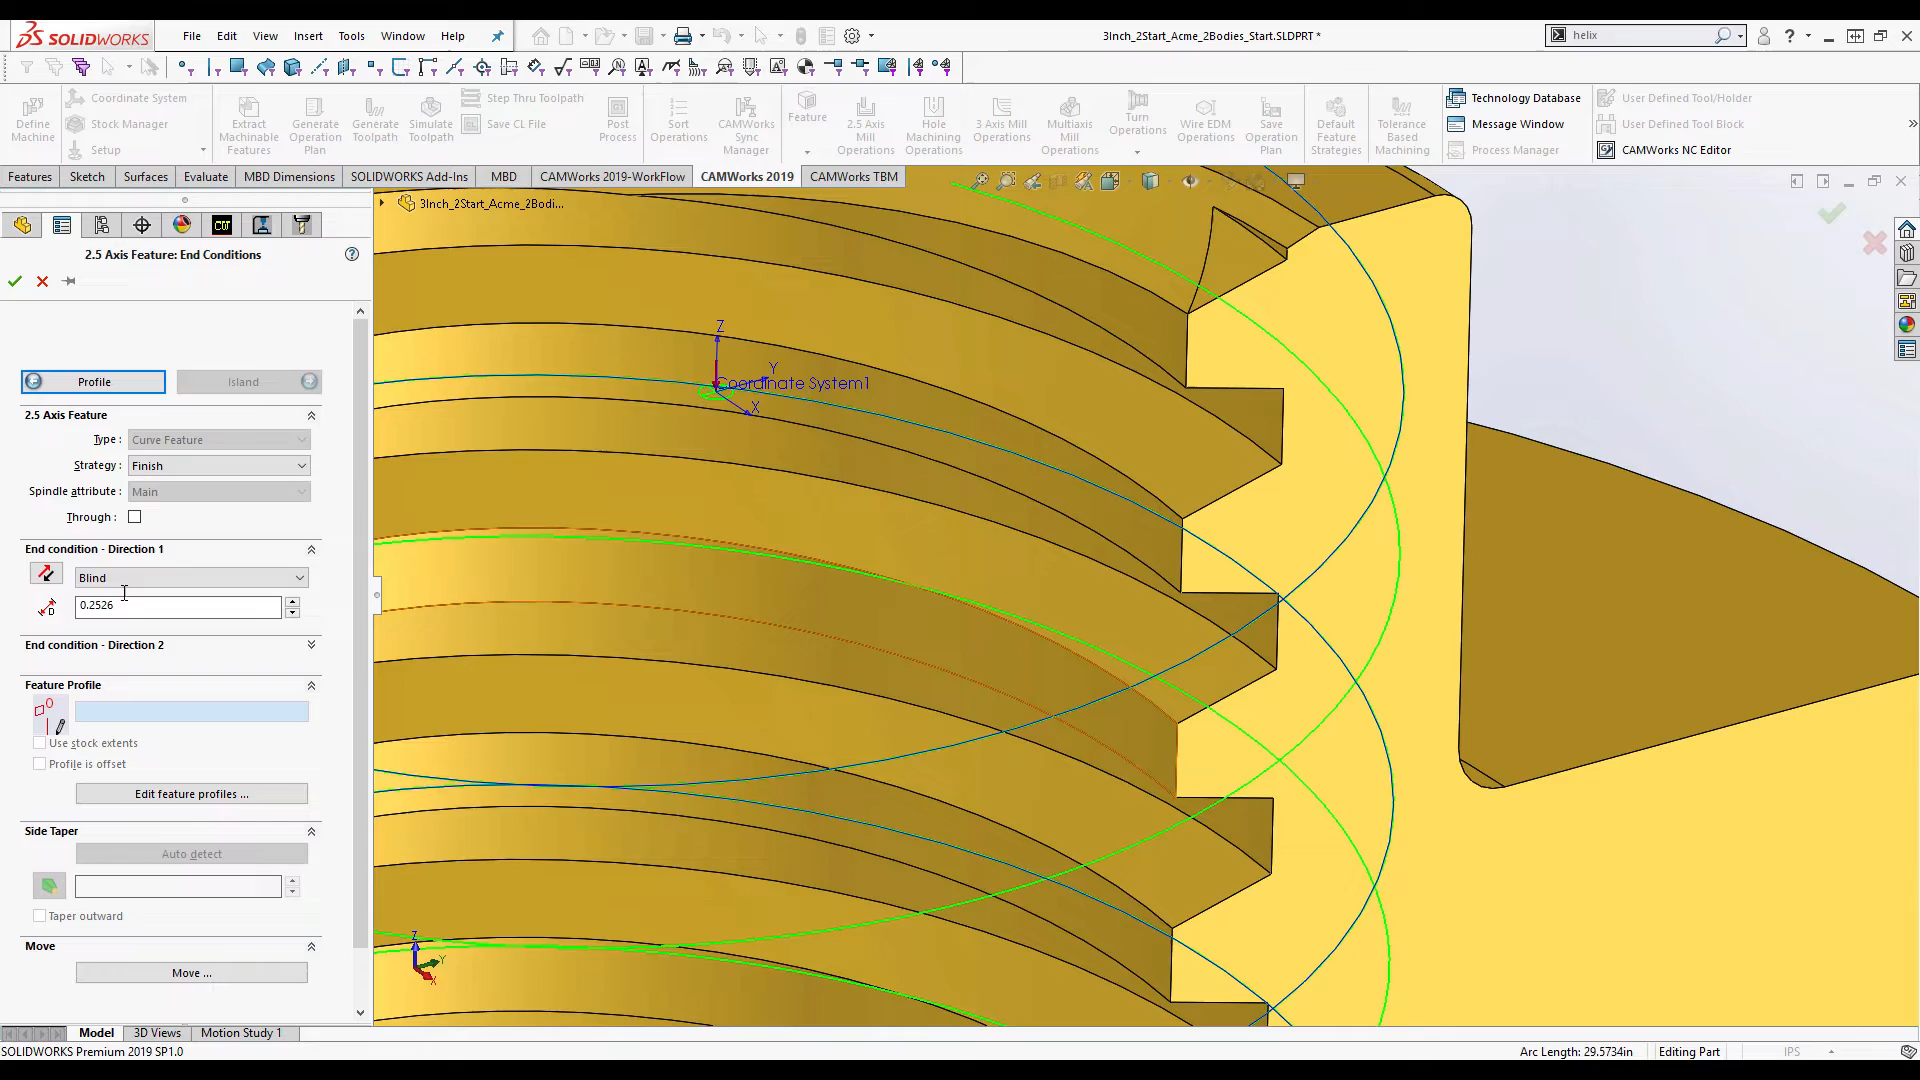 SOLIDWORKS
File Edit View Insert Tools Window Help
3Inch_2Start_Acme_2Bodies_Start.SLDPRT *
helix
Define Machine
Coordinate System
Stock Manager
Setup
Extract Machinable Features
Generate Operation Plan
Generate Toolpath
Simulate Toolpath
Step Thru Toolpath
Save CL File
Post Process
Sort Operations
CAMWorks Sync Manager
Feature
2.5 Axis Mill Operations
Hole Machining Operations
3 Axis Mill Operations
Multiaxis Mill Operations
Turn Operations
Wire EDM Operations
Save Operation Plan
Default Feature Strategies
Tolerance Based Machining
Technology Database
Message Window
CAMWorks NC Editor
User Defined Tool/Holder
User Defined Tool Block
Process Manager
Features Sketch Surfaces Evaluate MBD Dimensions SOLIDWORKS Add-Ins MBD CAMWorks 2019-WorkFlow CAMWorks 2019 CAMWorks TBM
3Inch_2Start_Acme_2Bodi...
2.5 Axis Feature: End Conditions
Profile Island
2.5 Axis Feature
Type : Curve Feature
Strategy : Finish
Spindle attribute : Main
Through :
End condition - Direction 1
Blind
0.2526
End condition - Direction 2
Feature Profile
Use stock extents
Profile is offset
Edit feature profiles ...
Side Taper
Auto detect
Taper outward
Move
Move ...
Z
Y
Coordinate System1
X
Z
Y
X
Model 3D Views Motion Study 1
SOLIDWORKS Premium 2019 SP1.0
Arc Length: 29.5734in Editing Part IPS